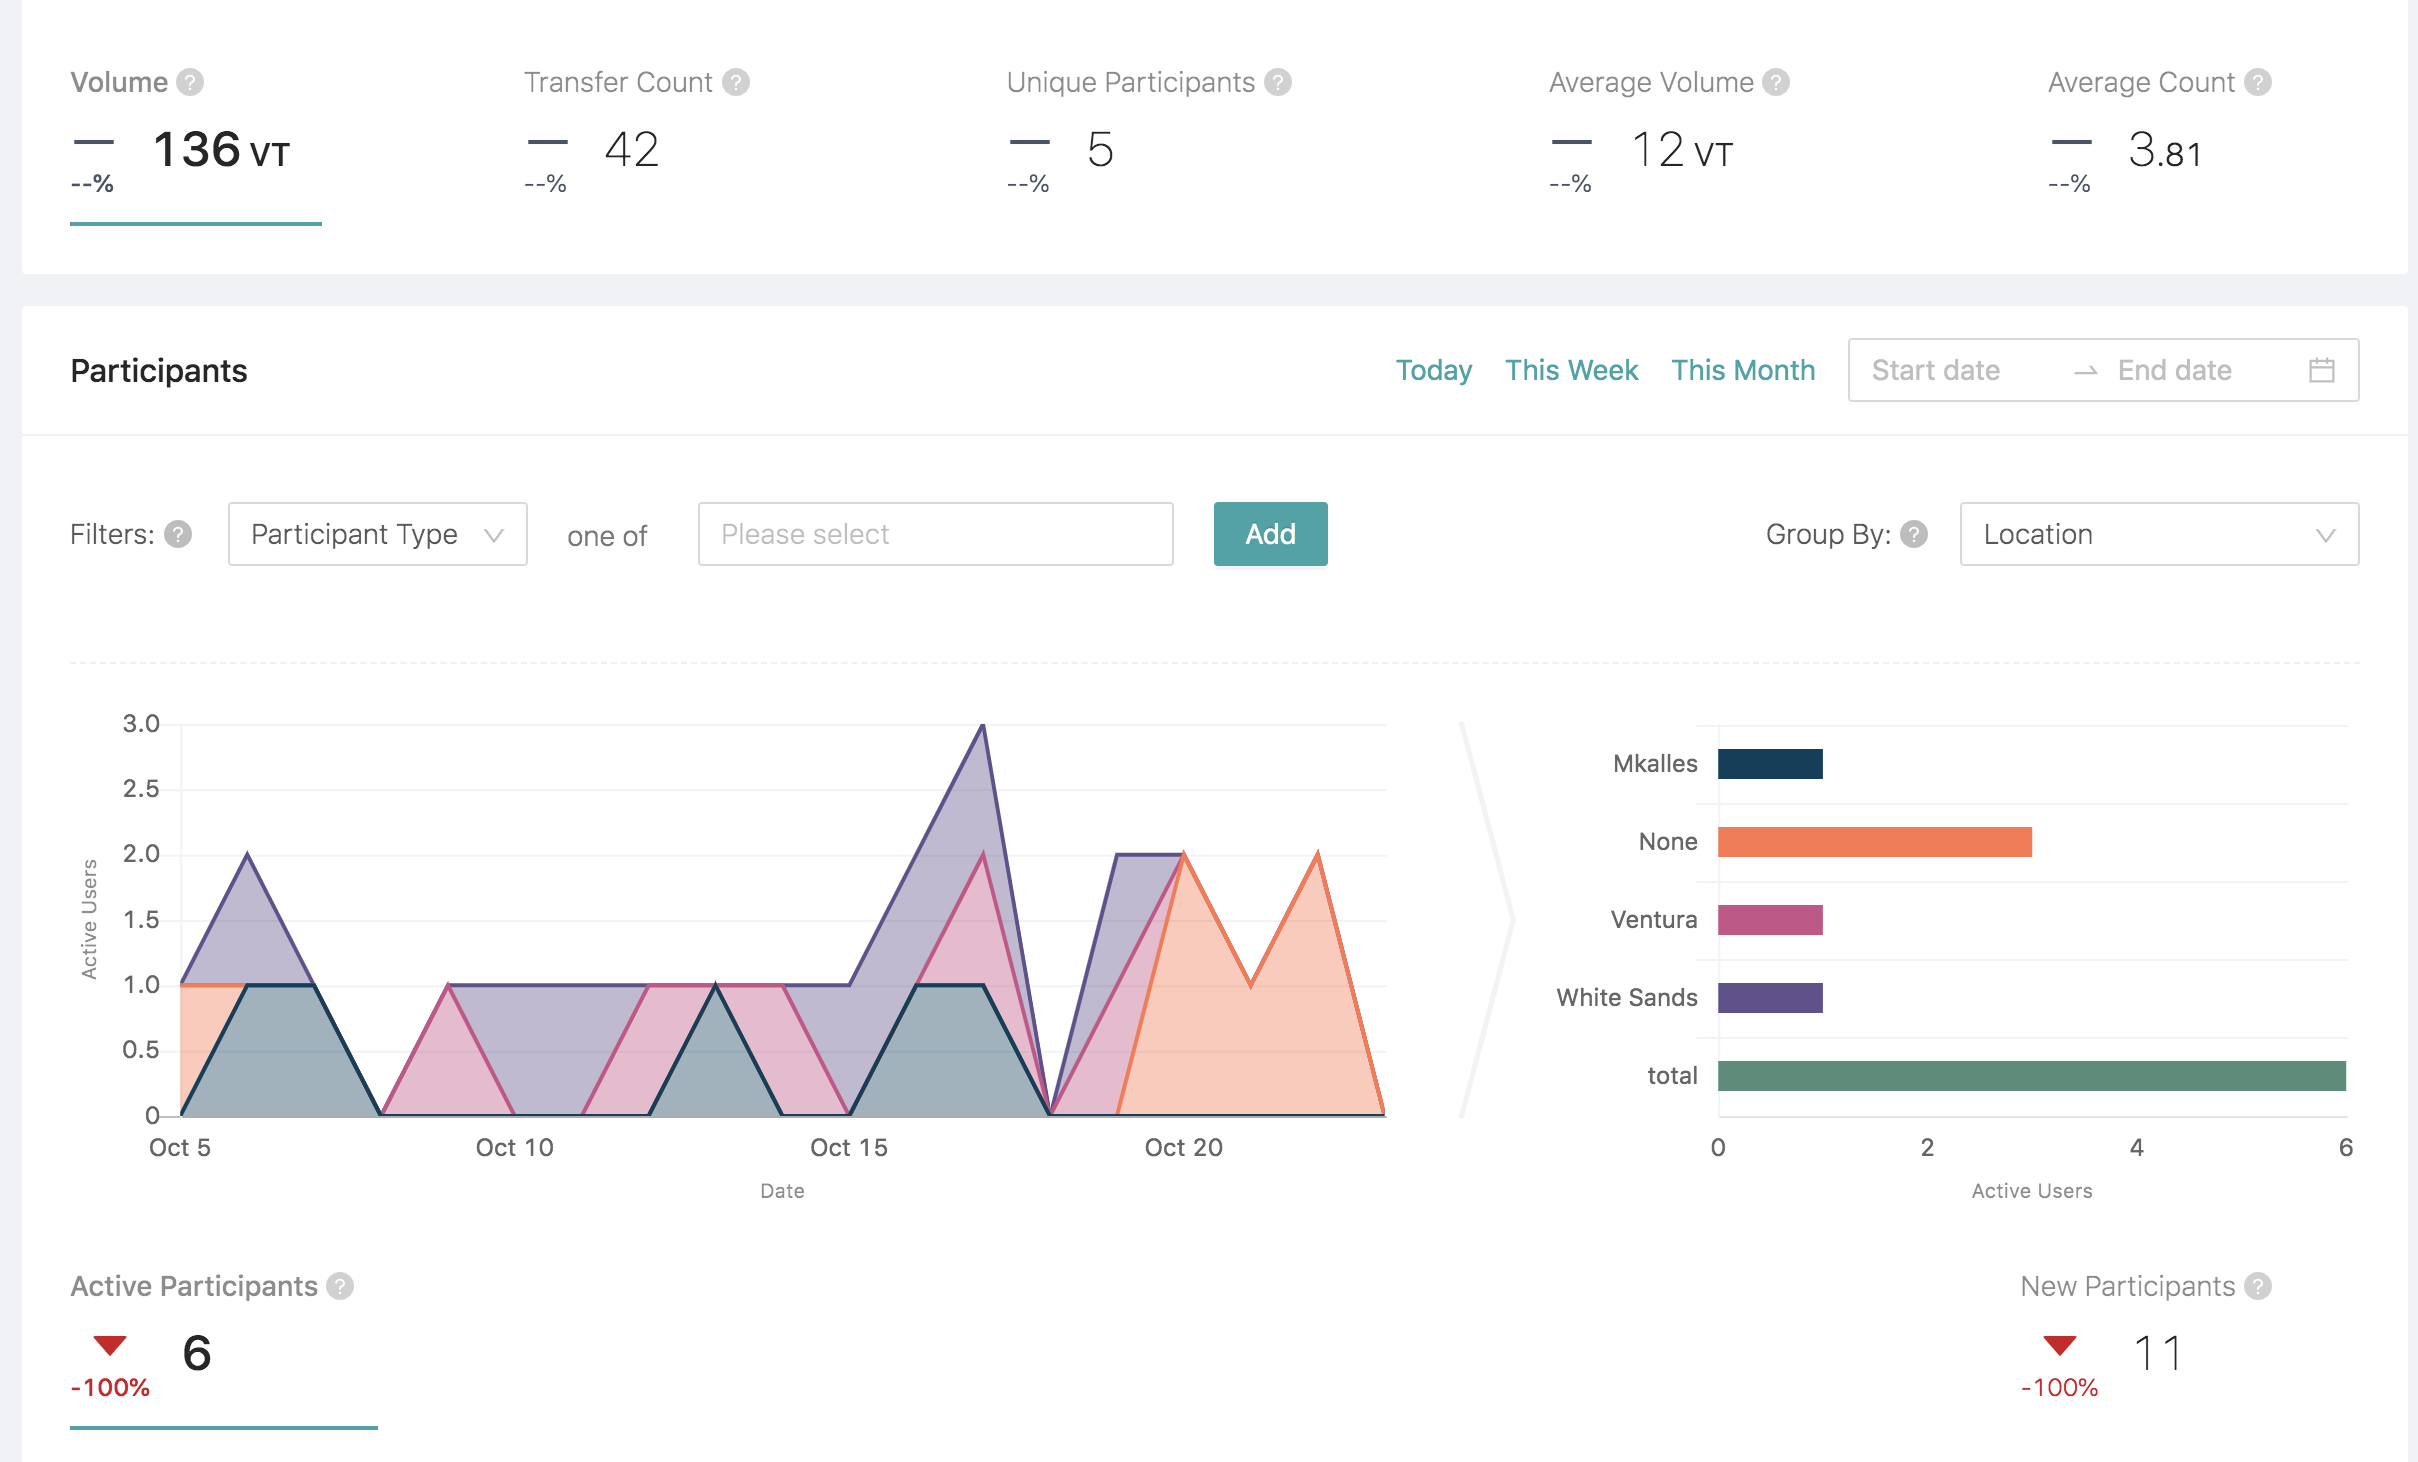 Volume ? Transfer Count ? Unique Participants ? Average Volume ? Average Count ?
136 VT 42 5 12 VT 3.81
--% --% --% --% --%
Participants Today This Week This Month Start date → End date
Filters: ? Participant Type one of Please select Add Group By: ? Location
3.0
2.5
2.0
1.5
1.0
0.5
0
Active Users
Oct 5 Oct 10 Oct 15 Oct 20
Date
Mkalles
None
Ventura
White Sands
total
0 2 4 6
Active Users
Active Participants ? New Participants ?
6 11
-100% -100%